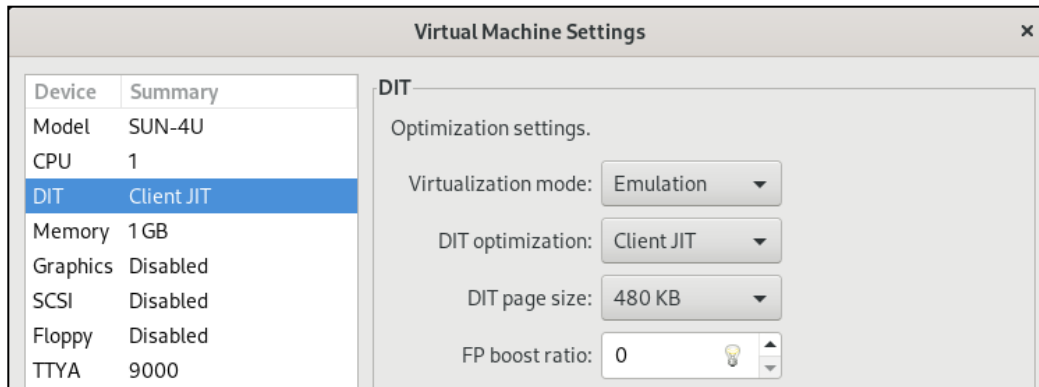 Virtual Machine Settings ×
Device Summary
Model SUN-4U
CPU 1
DIT Client JIT
Memory 1 GB
Graphics Disabled
SCSI Disabled
Floppy Disabled
TTYA 9000
DIT
Optimization settings.
Virtualization mode: Emulation
DIT optimization: Client JIT
DIT page size: 480 KB
FP boost ratio: 0